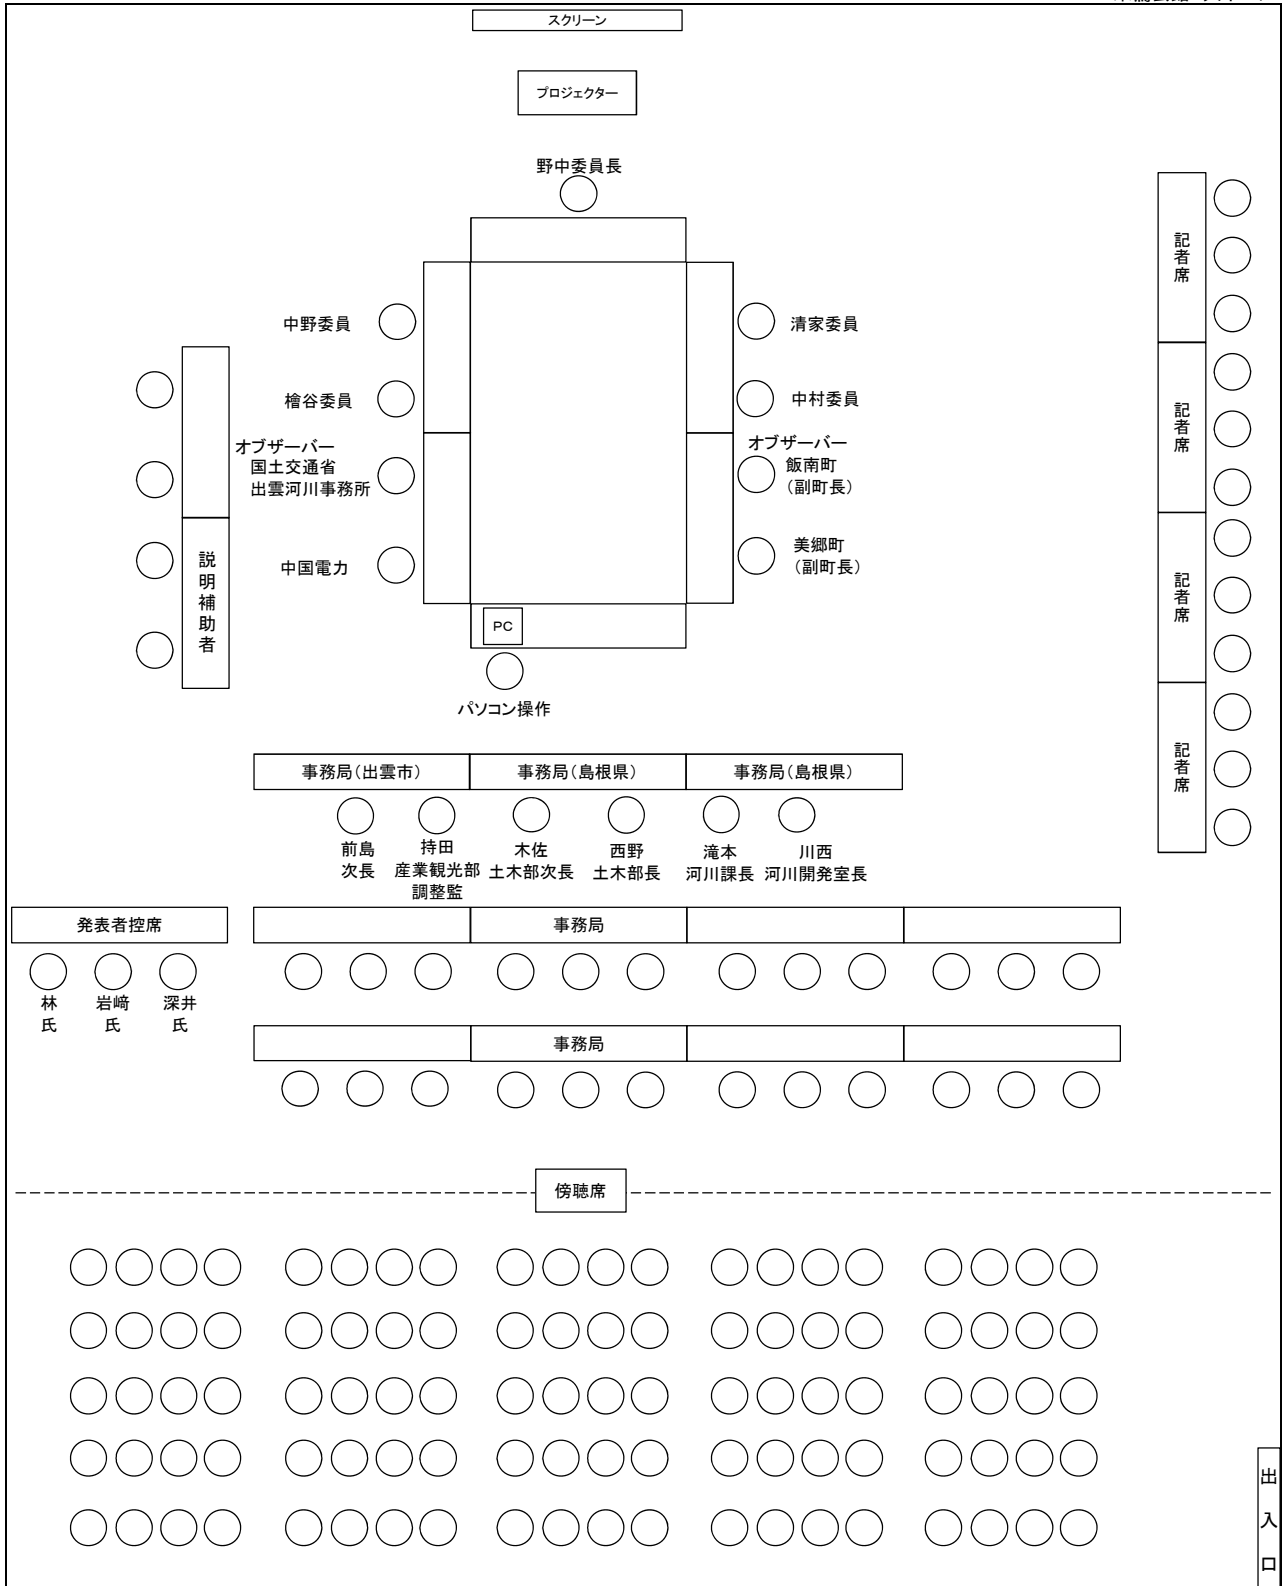 スクリーン
プロジェクター
野中委員長
中野委員
清家委員
檜谷委員
中村委員
オブザーバー
国土交通省
出雲河川事務所
オブザーバー
飯南町
(副町長)
中国電力
美郷町
(副町長)
説明補助者
PC
パソコン操作
記者席
記者席
記者席
記者席
事務局(出雲市)
事務局(島根県)
事務局(島根県)
前島
次長
持田
産業観光部
調整監
木佐
土木部次長
西野
土木部長
滝本
河川課長
川西
河川開発室長
発表者控席
事務局
林
氏
岩﨑
氏
深井
氏
事務局
傍聴席
出入口